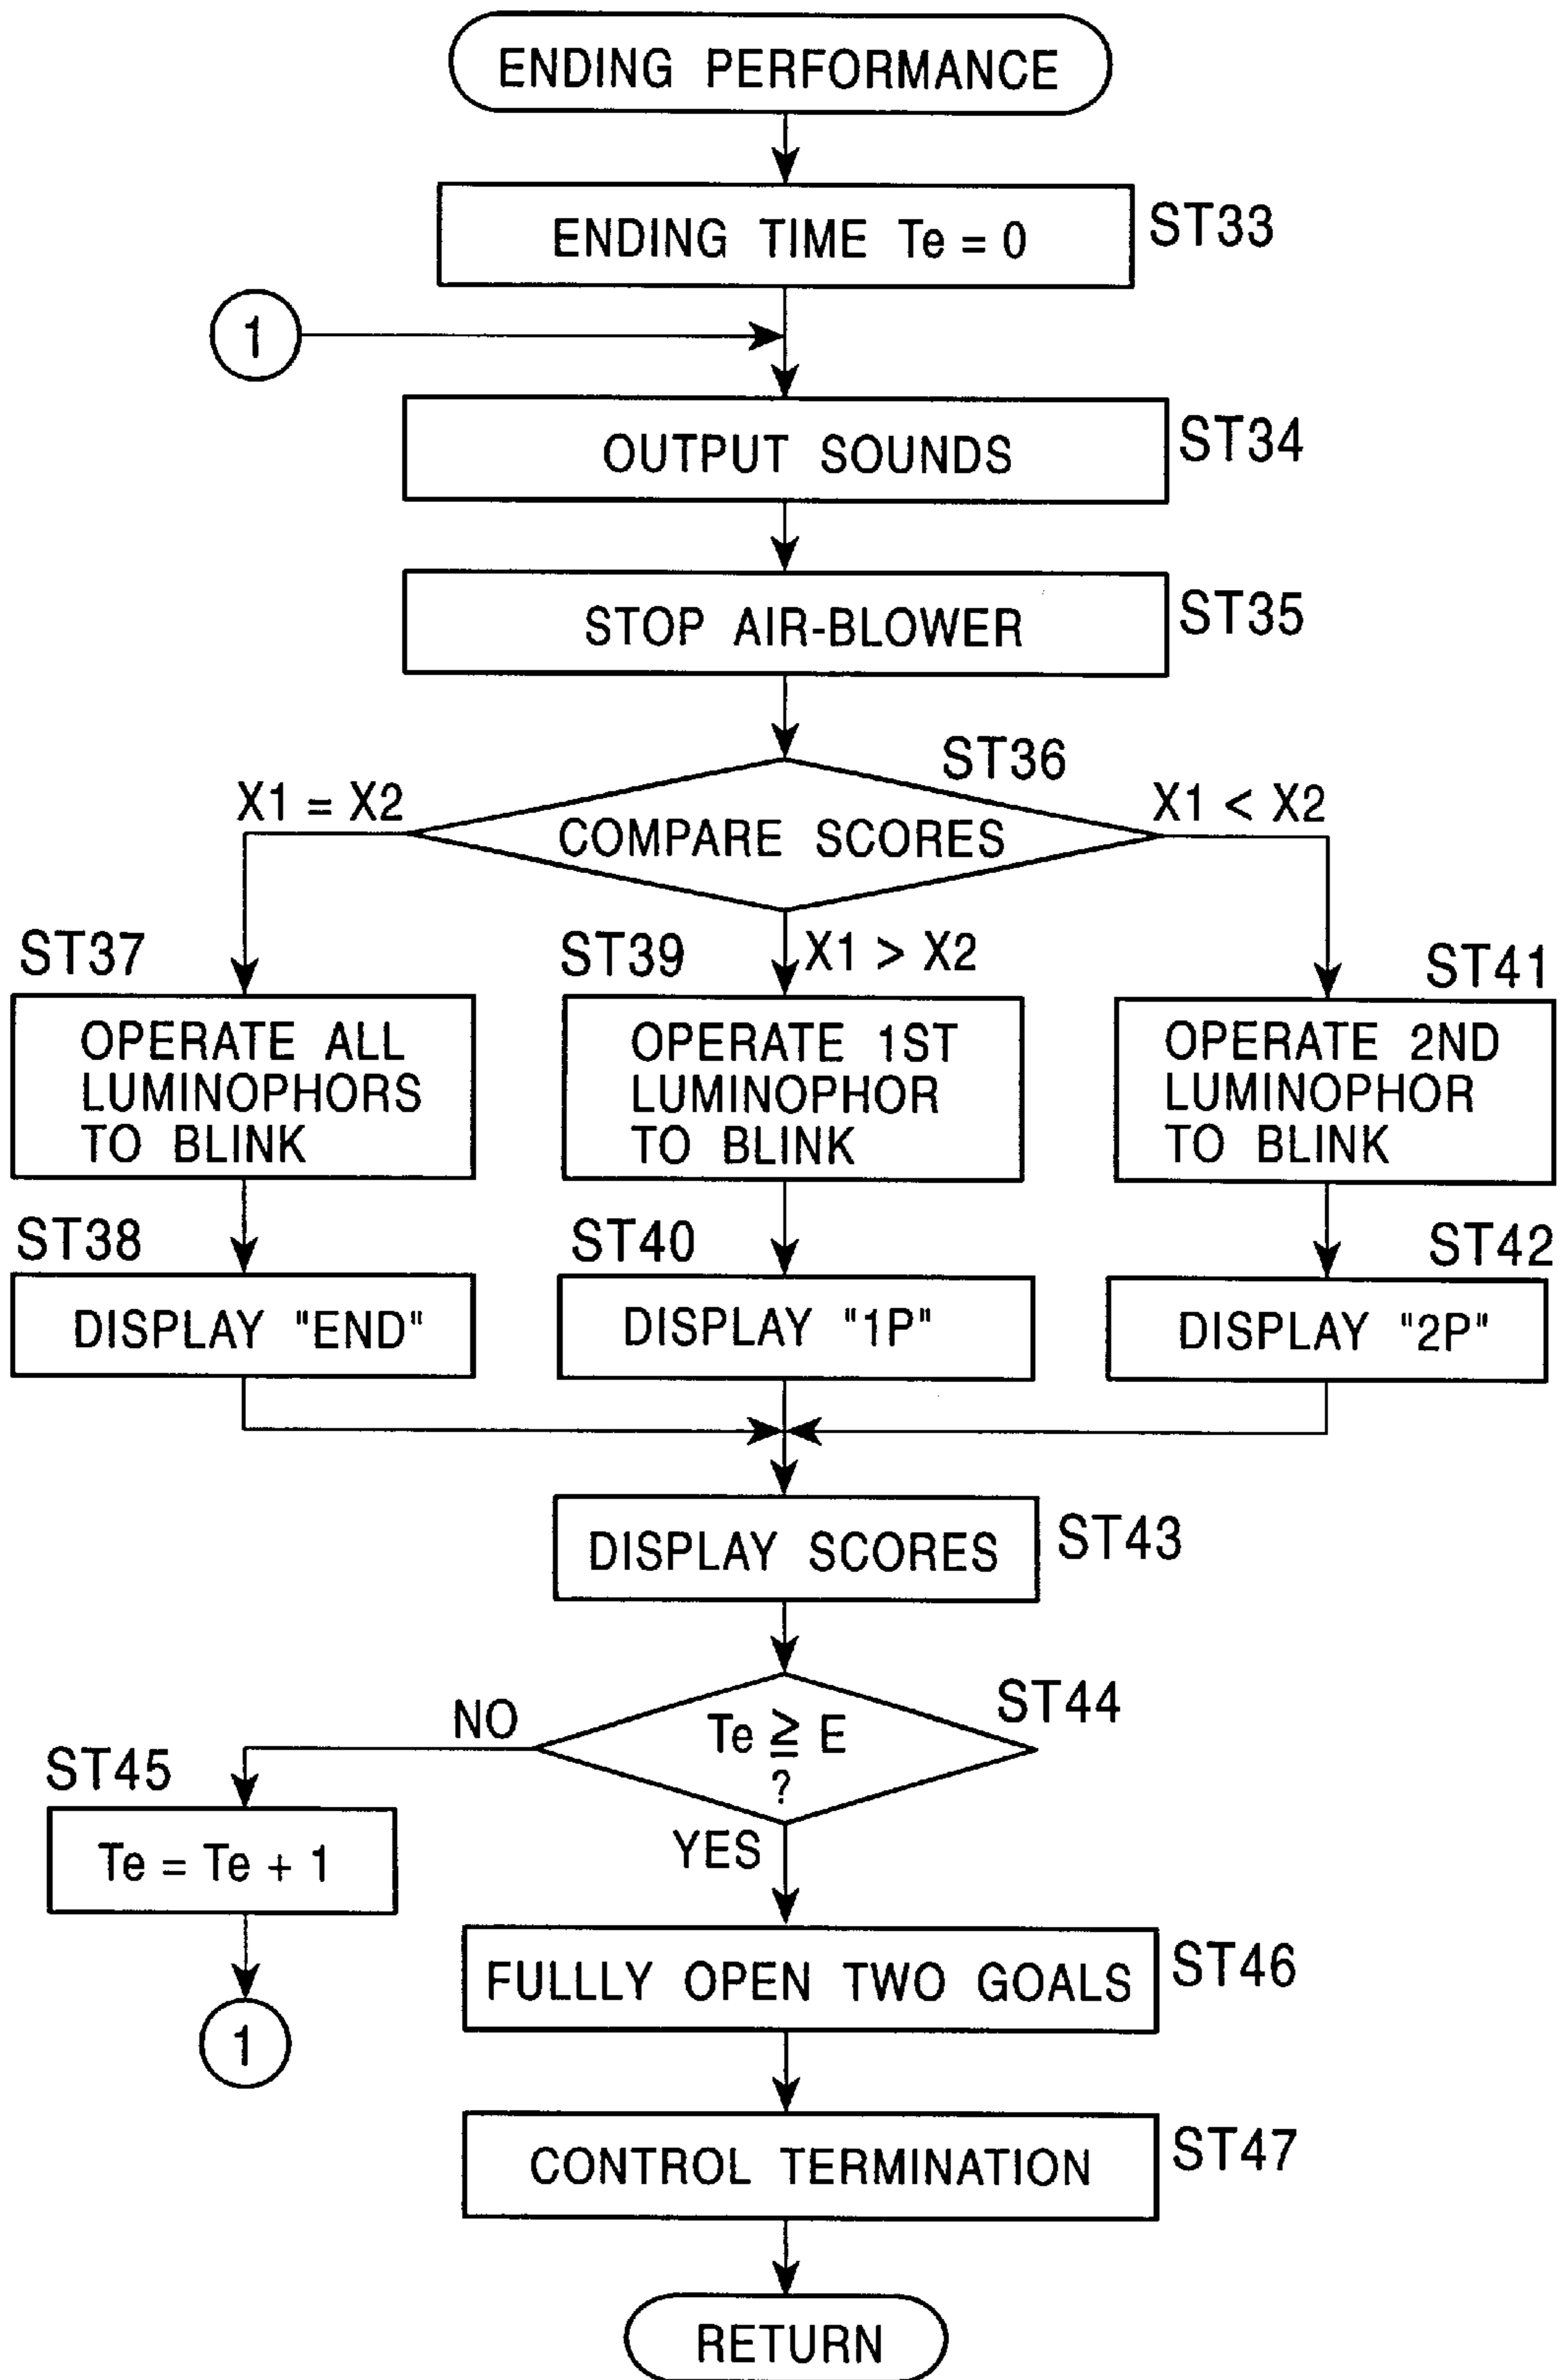 ENDING PERFORMANCE
ENDING TIME Te = 0
ST33
1
OUTPUT SOUNDS
ST34
STOP AIR-BLOWER
ST35
ST36
X1 = X2
COMPARE SCORES
X1 < X2
ST37
ST39
X1 > X2
ST41
OPERATE ALL
LUMINOPHORS
TO BLINK
OPERATE 1ST
LUMINOPHOR
TO BLINK
OPERATE 2ND
LUMINOPHOR
TO BLINK
ST38
ST40
ST42
DISPLAY "END"
DISPLAY "1P"
DISPLAY "2P"
DISPLAY SCORES
ST43
ST44
NO
Te ≧ E
?
ST45
YES
Te = Te + 1
FULLLY OPEN TWO GOALS
ST46
1
CONTROL TERMINATION
ST47
RETURN